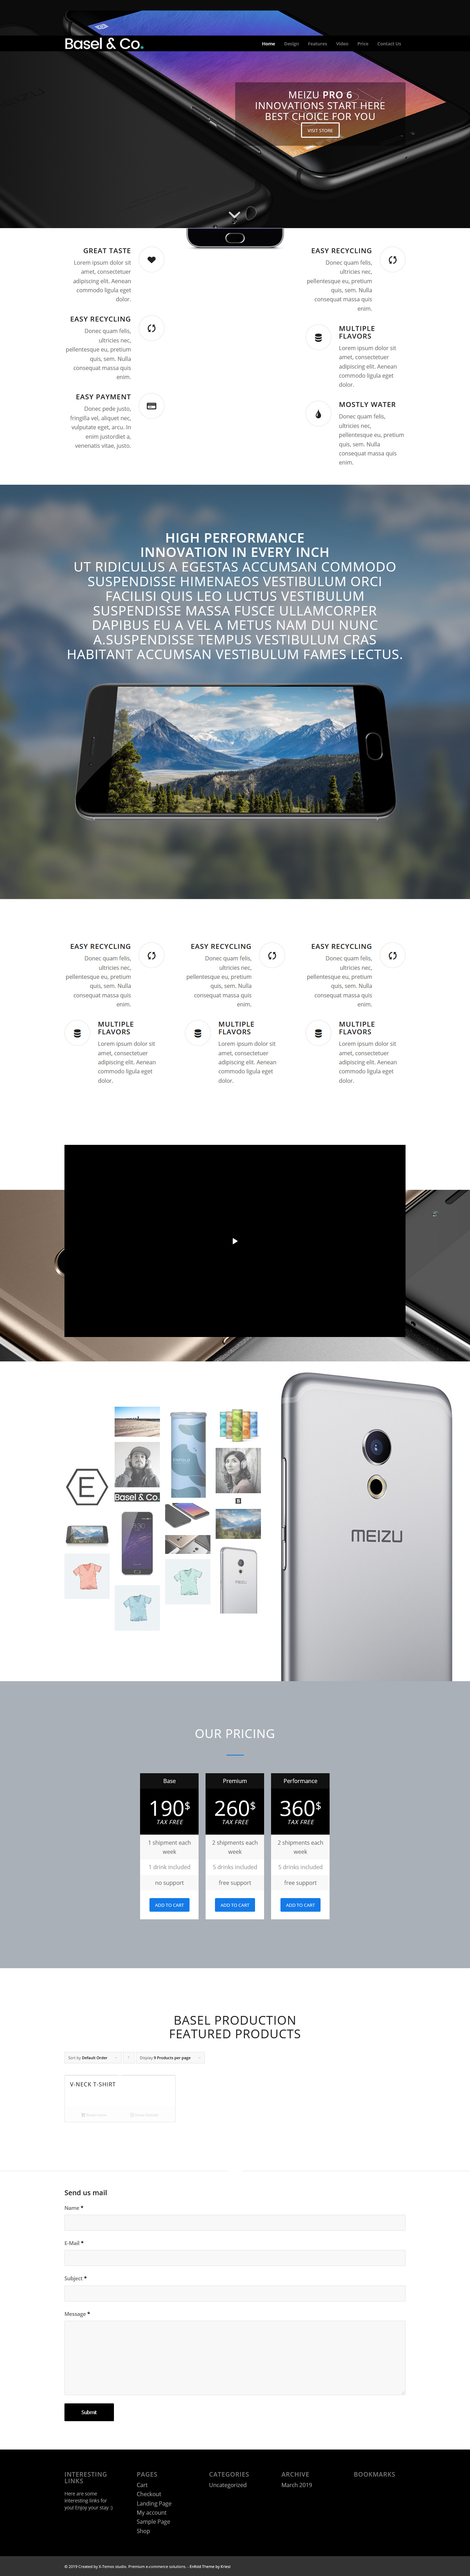 Basel & Co.
Home
Design
Features
Video
Price
Contact Us
MEIZU PRO 6
INNOVATIONS START HERE
BEST CHOICE FOR YOU
VISIT STORE
GREAT TASTE
Lorem ipsum dolor sit
amet, consectetuer
adipiscing elit. Aenean
commodo ligula eget
dolor.
EASY RECYCLING
Donec quam felis,
ultricies nec,
pellentesque eu, pretium
quis, sem. Nulla
consequat massa quis
enim.
EASY PAYMENT
Donec pede justo,
fringilla vel, aliquet nec,
vulputate eget, arcu. In
enim justordiet a,
venenatis vitae, justo.
EASY RECYCLING
Donec quam felis,
ultricies nec,
pellentesque eu, pretium
quis, sem. Nulla
consequat massa quis
enim.
MULTIPLE
FLAVORS
Lorem ipsum dolor sit
amet, consectetuer
adipiscing elit. Aenean
commodo ligula eget
dolor.
MOSTLY WATER
Donec quam felis,
ultricies nec,
pellentesque eu, pretium
quis, sem. Nulla
consequat massa quis
enim.
HIGH PERFORMANCE
INNOVATION IN EVERY INCH
UT RIDICULUS A EGESTAS ACCUMSAN COMMODO
SUSPENDISSE HIMENAEOS VESTIBULUM ORCI
FACILISI QUIS LEO LUCTUS VESTIBULUM
SUSPENDISSE MASSA FUSCE ULLAMCORPER
DAPIBUS EU A VEL A METUS NAM DUI NUNC
A.SUSPENDISSE TEMPUS VESTIBULUM CRAS
HABITANT ACCUMSAN VESTIBULUM FAMES LECTUS.
EASY RECYCLING
Donec quam felis,
ultricies nec,
pellentesque eu, pretium
quis, sem. Nulla
consequat massa quis
enim.
MULTIPLE
FLAVORS
Lorem ipsum dolor sit
amet, consectetuer
adipiscing elit. Aenean
commodo ligula eget
dolor.
EASY RECYCLING
Donec quam felis,
ultricies nec,
pellentesque eu, pretium
quis, sem. Nulla
consequat massa quis
enim.
MULTIPLE
FLAVORS
Lorem ipsum dolor sit
amet, consectetuer
adipiscing elit. Aenean
commodo ligula eget
dolor.
EASY RECYCLING
Donec quam felis,
ultricies nec,
pellentesque eu, pretium
quis, sem. Nulla
consequat massa quis
enim.
MULTIPLE
FLAVORS
Lorem ipsum dolor sit
amet, consectetuer
adipiscing elit. Aenean
commodo ligula eget
dolor.
E
Basel & Co.
MEIZU
OUR PRICING
Base
190$
TAX FREE
1 shipment each
week
1 drink included
no support
ADD TO CART
Premium
260$
TAX FREE
2 shipments each
week
5 drinks included
free support
ADD TO CART
Performance
360$
TAX FREE
2 shipments each
week
5 drinks included
free support
ADD TO CART
BASEL PRODUCTION
FEATURED PRODUCTS
Sort by Default Order
Display 9 Products per page
V-NECK T-SHIRT
Send us mail
Name *
E-Mail *
Subject *
Message *
Submit
INTERESTING
LINKS
Here are some
interesting links for
you! Enjoy your stay :)
PAGES
Cart
Checkout
Landing Page
My account
Sample Page
Shop
CATEGORIES
Uncategorized
ARCHIVE
March 2019
BOOKMARKS
© 2019 Created by X-Temos studio. Premium e-commerce solutions. - Enfold Theme by Kriesi